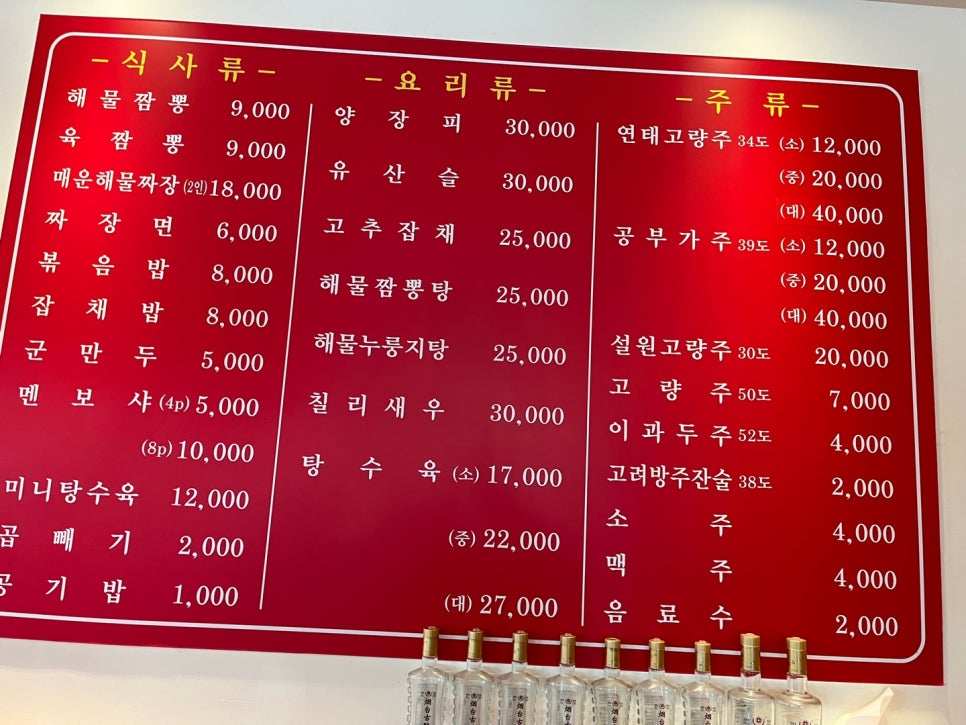 - 식 사 류 -
해 물 짬 뽕 9,000
육 짬 뽕 9,000
매운해물짜장 (2인) 18,000
짜 장 면 6,000
볶 음 밥 8,000
잡 채 밥 8,000
군 만 두 5,000
멘 보 샤 (4p) 5,000
(8p) 10,000
미니탕수육 12,000
곱 빼 기 2,000
공 기 밥 1,000
- 요 리 류 -
양 장 피 30,000
유 산 슬 30,000
고 추 잡 채 25,000
해 물 짬 뽕 탕 25,000
해물누룽지탕 25,000
칠 리 새 우 30,000
탕 수 육 (소) 17,000
(중) 22,000
(대) 27,000
- 주 류 -
연태고량주 34도 (소) 12,000
(중) 20,000
(대) 40,000
공 부 가 주 39도 (소) 12,000
(중) 20,000
(대) 40,000
설원고량주 30도 20,000
고 량 주 50도 7,000
이 과 두 주 52도 4,000
고려방주잔술 38도 2,000
소 주 4,000
맥 주 4,000
음 료 수 2,000